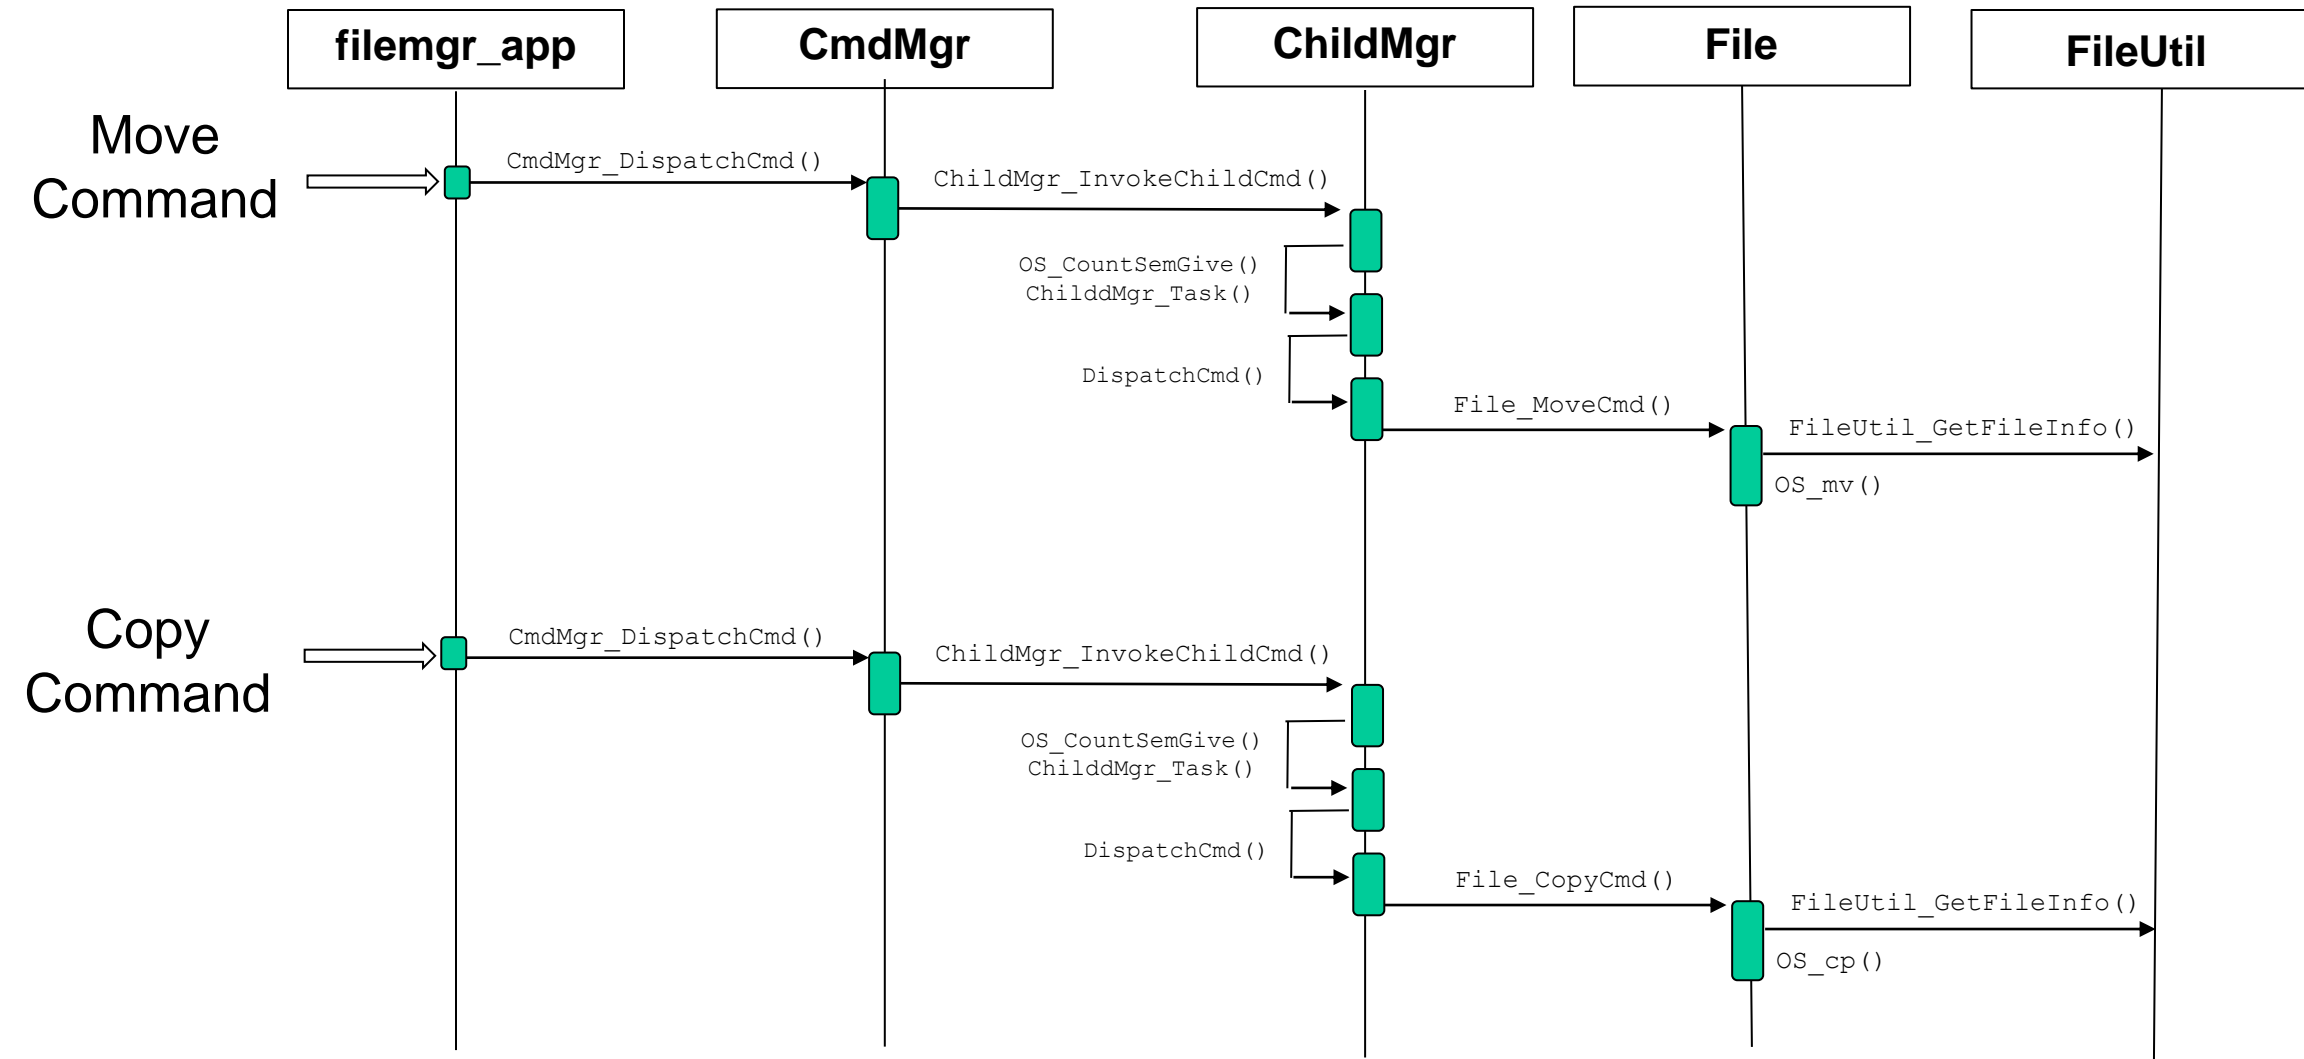 filemgr_app
CmdMgr
ChildMgr
File
FileUtil
Move
Command
CmdMgr_DispatchCmd()
ChildMgr_InvokeChildCmd()
OS_CountSemGive()
ChilddMgr_Task()
DispatchCmd()
File_MoveCmd()
FileUtil_GetFileInfo()
OS_mv()
Copy
Command
CmdMgr_DispatchCmd()
ChildMgr_InvokeChildCmd()
OS_CountSemGive()
ChilddMgr_Task()
DispatchCmd()
File_CopyCmd()
FileUtil_GetFileInfo()
OS_cp()